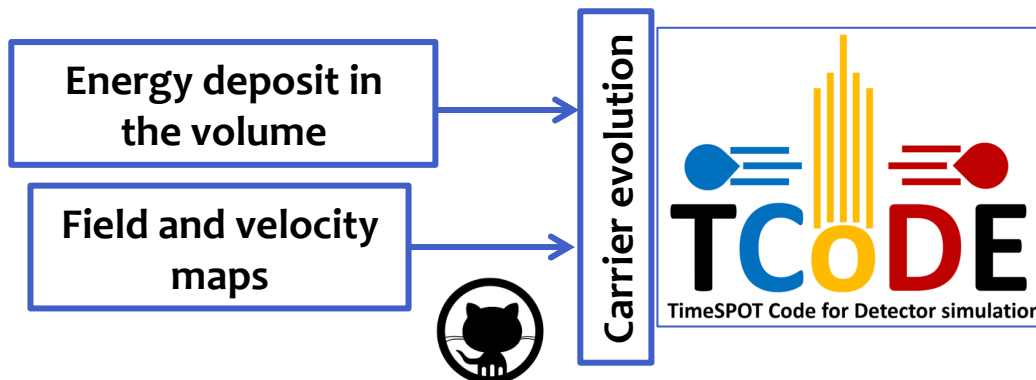 Energy deposit in
the volume
Field and velocity
maps
Carrier evolution
TCoDE
TimeSPOT Code for Detector simulation